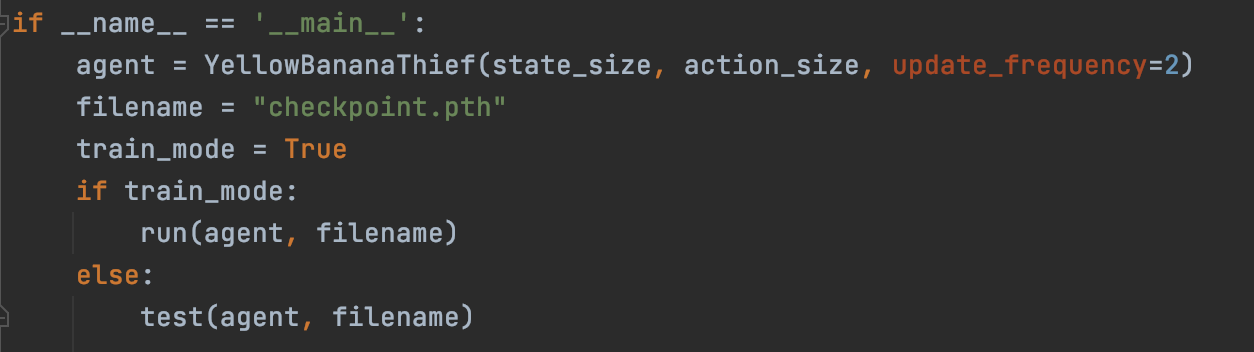 if __name__ == '__main__':
    agent = YellowBananaThief(state_size, action_size, update_frequency=2)
    filename = "checkpoint.pth"
    train_mode = True
    if train_mode:
        run(agent, filename)
    else:
        test(agent, filename)